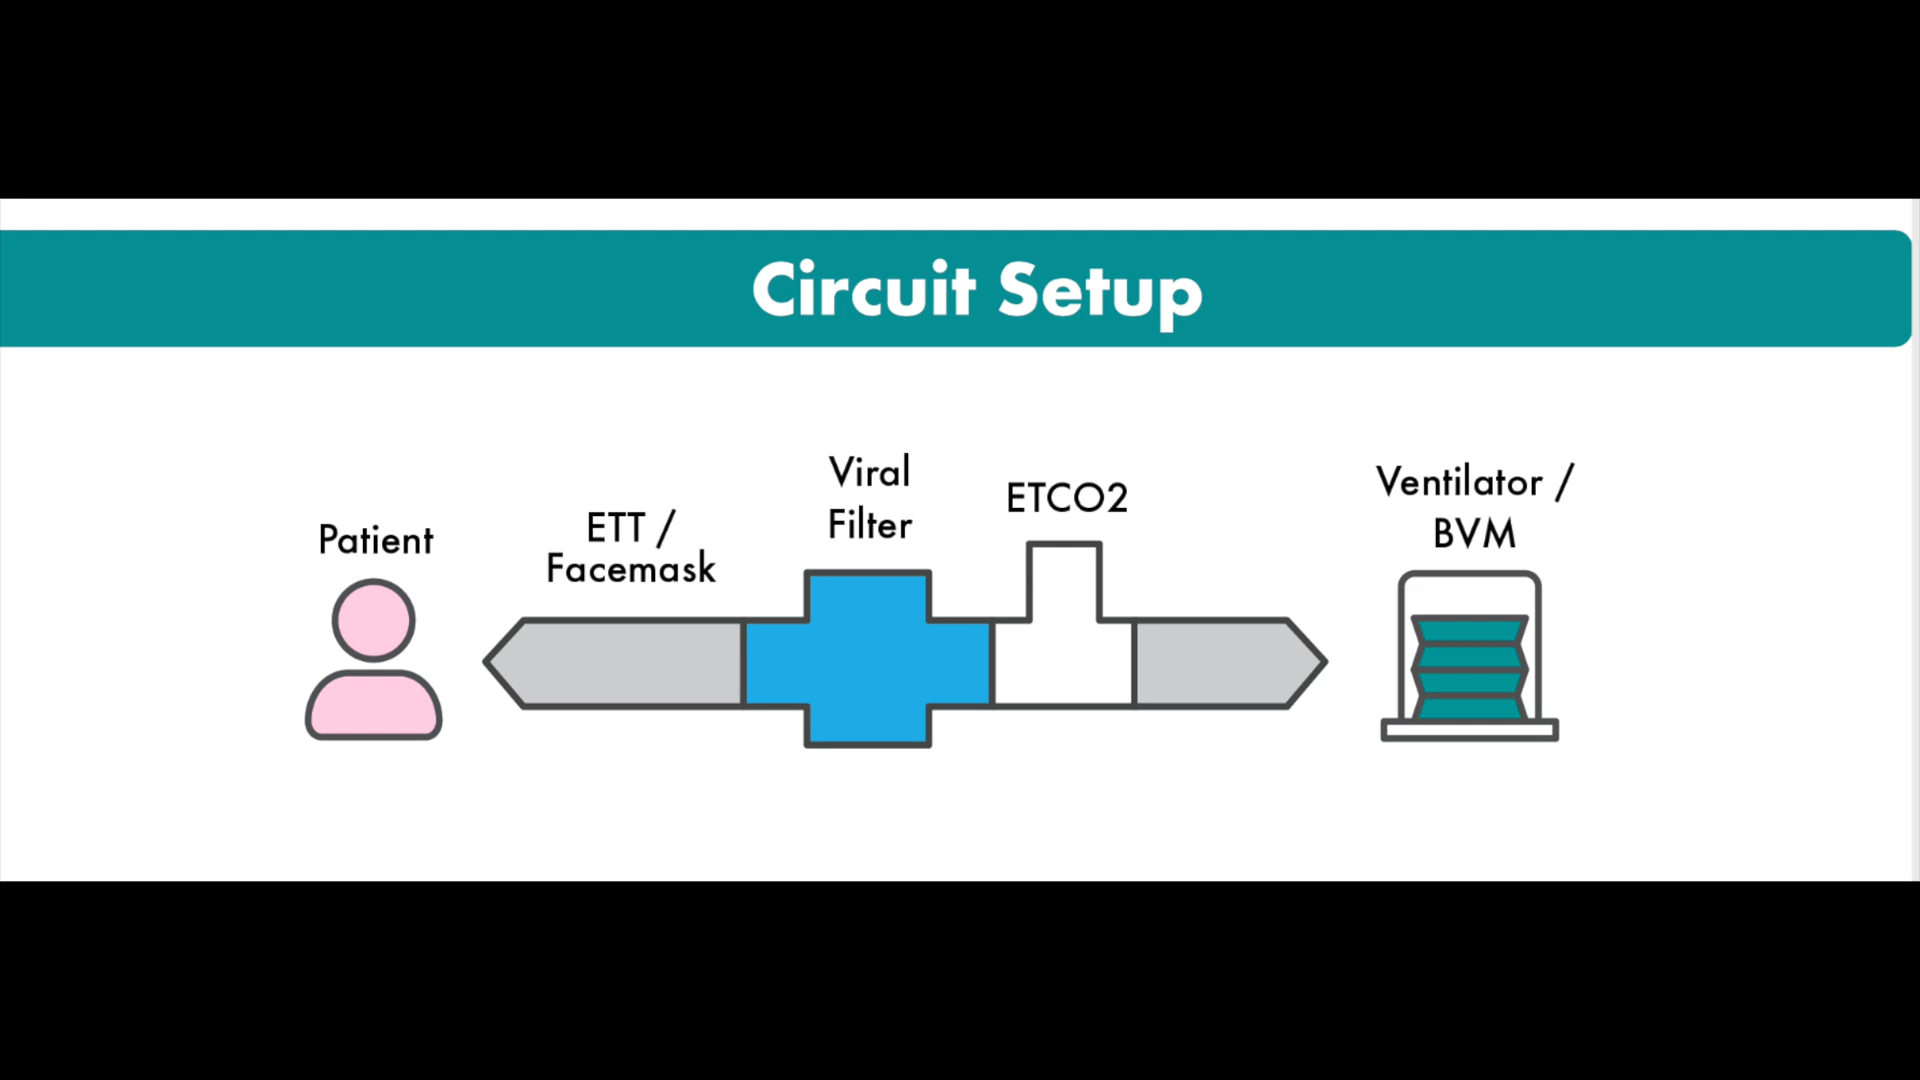 Circuit Setup
Patient
ETT /
Facemask
Viral
Filter
ETCO2
Ventilator /
BVM